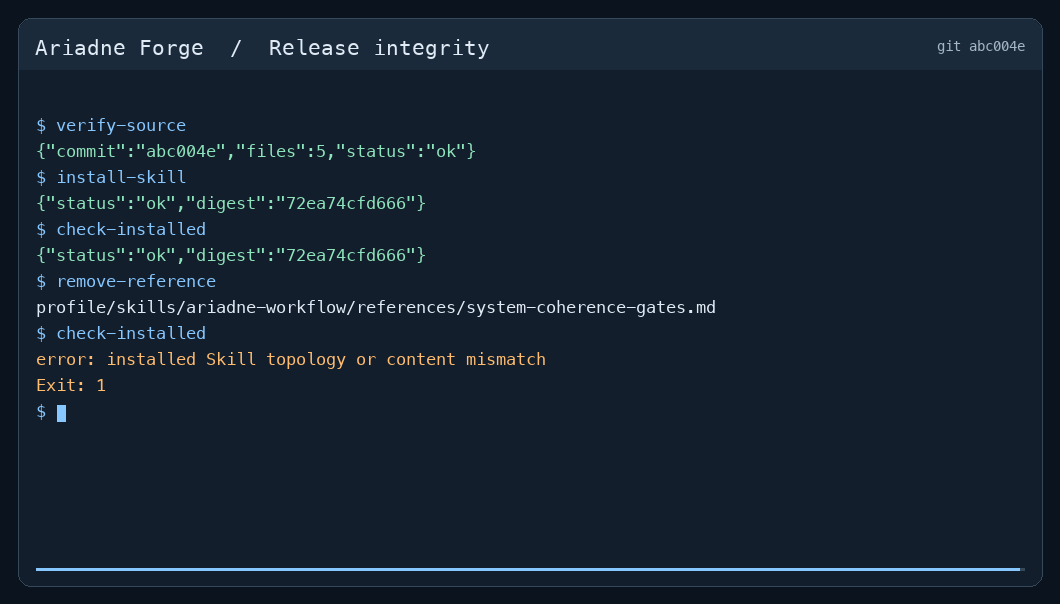 Ariadne Forge / Release integrity
git abc004e
$ verify-source
{"commit":"abc004e","files":5,"status":"ok"}
$ install-skill
{"status":"ok","digest":"72ea74cfd666"}
$ check-installed
{"status":"ok","digest":"72ea74cfd666"}
$ remove-reference
profile/skills/ariadne-workflow/references/system-coherence-gates.md
$ check-installed
error: installed Skill topology or content mismatch
Exit: 1
$